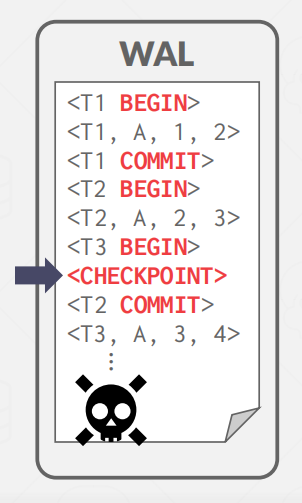 WAL
<T1 BEGIN>
<T1, A, 1, 2>
<T1 COMMIT>
<T2 BEGIN>
<T2, A, 2, 3>
<T3 BEGIN>
<CHECKPOINT>
<T2 COMMIT>
<T3, A, 3, 4>
⋮